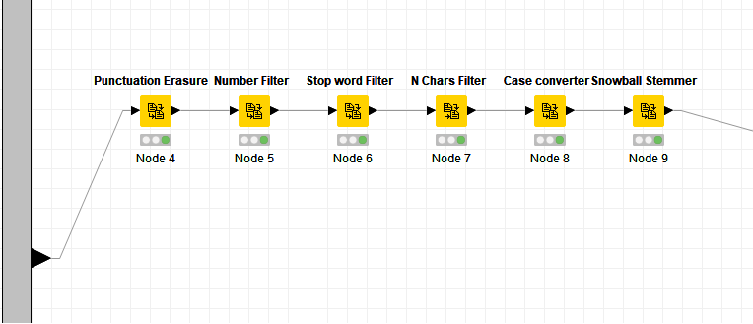 Punctuation Erasure Number Filter Stop word Filter N Chars Filter Case converter Snowball Stemmer
Node 4 Node 5 Node 6 Node 7 Node 8 Node 9